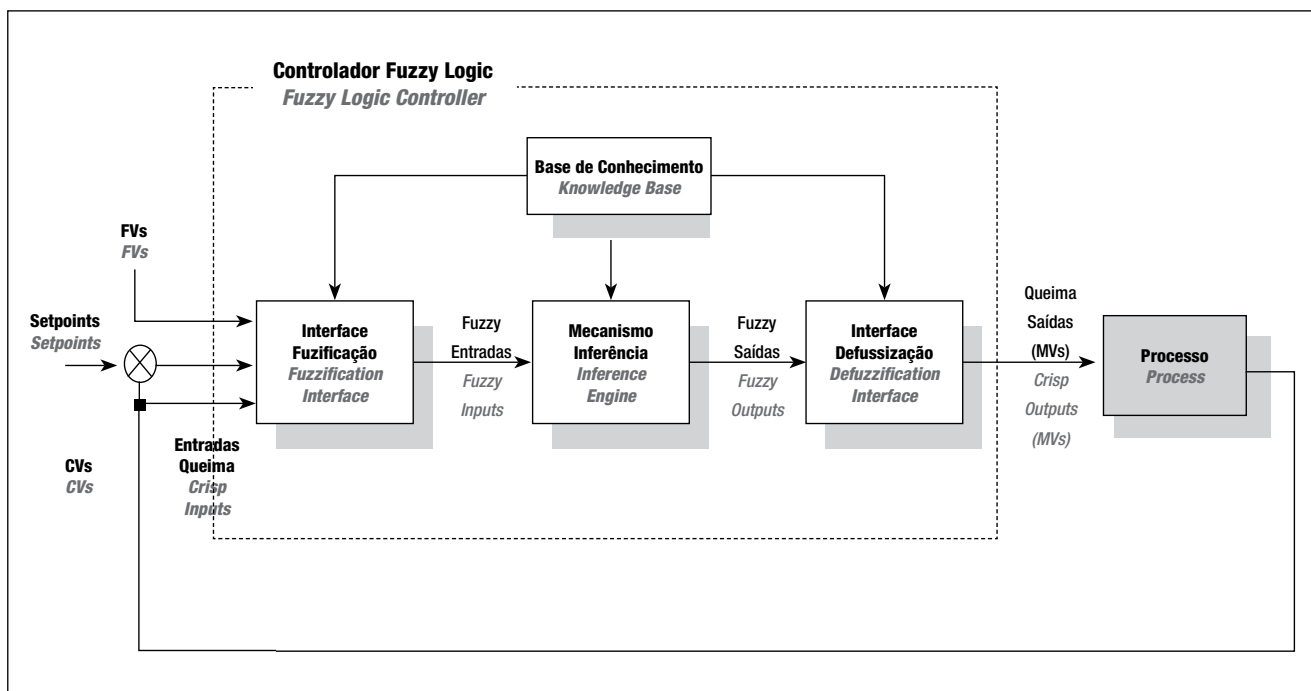 Controlador Fuzzy Logic
Fuzzy Logic Controller
Base de Conhecimento
Knowledge Base
FVs
FVs
Setpoints
Setpoints
CVs
CVs
Entradas
Queima
Crisp
Inputs
Interface
Fuzificação
Fuzzification
Interface
Fuzzy
Entradas
Fuzzy
Inputs
Mecanismo
Inferência
Inference
Engine
Fuzzy
Saídas
Fuzzy
Outputs
Interface
Defussização
Defuzzification
Interface
Queima
Saídas
(MVs)
Crisp
Outputs
(MVs)
Processo
Process